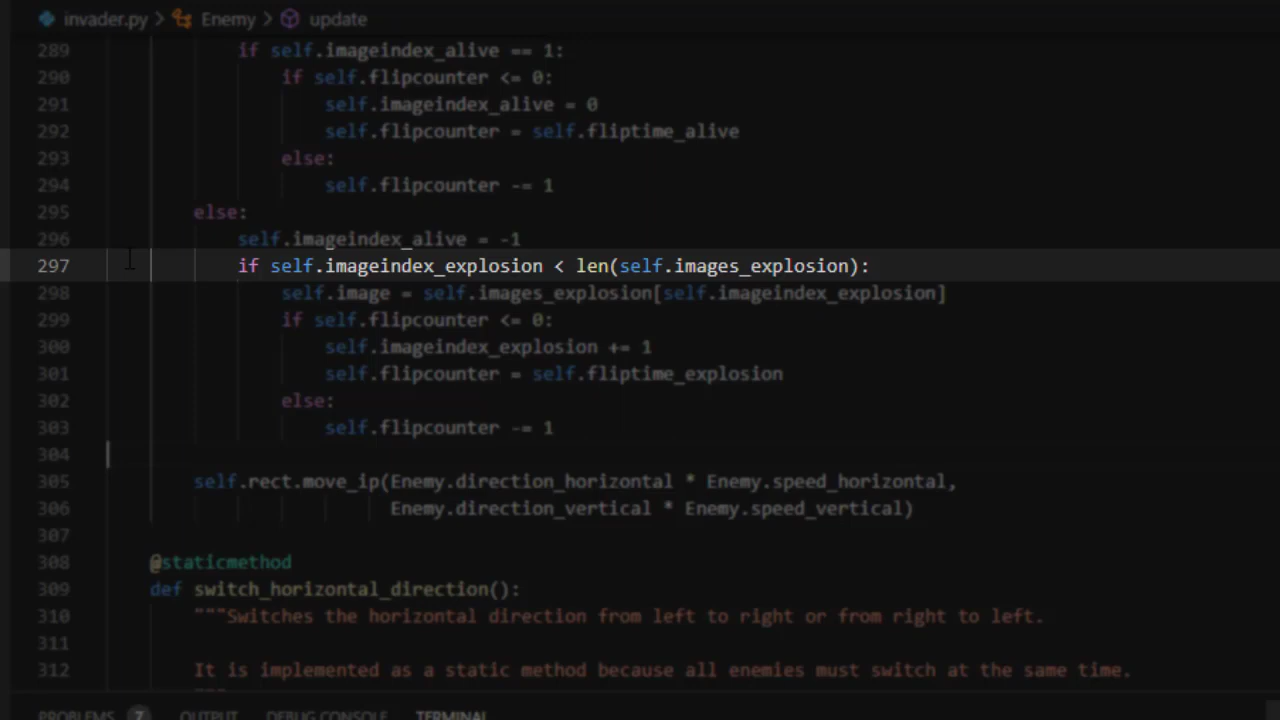 invader.py > Enemy > update
289 if self.imageindex_alive == 1:
290 if self.flipcounter <= 0:
291 self.imageindex_alive = 0
292 self.flipcounter = self.fliptime_alive
293 else:
294 self.flipcounter -= 1
295 else:
296 self.imageindex_alive = -1
297 if self.imageindex_explosion < len(self.images_explosion):
298 self.image = self.images_explosion[self.imageindex_explosion]
299 if self.flipcounter <= 0:
300 self.imageindex_explosion += 1
301 self.flipcounter = self.fliptime_explosion
302 else:
303 self.flipcounter -= 1
304
305 self.rect.move_ip(Enemy.direction_horizontal * Enemy.speed_horizontal,
306 Enemy.direction_vertical * Enemy.speed_vertical)
307
308 @staticmethod
309 def switch_horizontal_direction():
310 """Switches the horizontal direction from left to right or from right to left.
311
312 It is implemented as a static method because all enemies must switch at the same time.
"""
PROBLEMS 7 OUTPUT DEBUG CONSOLE TERMINAL